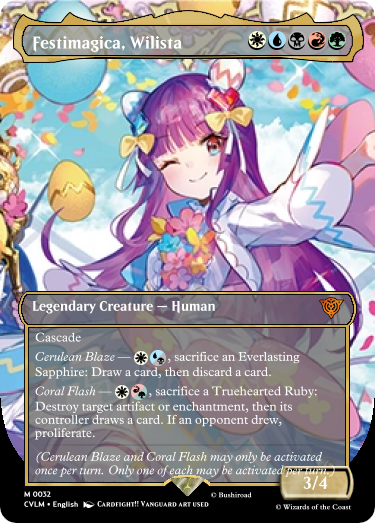 Festimagica, Wilista
Legendary Creature — Human
Cascade
Cerulean Blaze — , sacrifice an Everlasting
Sapphire: Draw a card, then discard a card.
Coral Flash — , sacrifice a Truehearted Ruby:
Destroy target artifact or enchantment, then its
controller draws a card. If an opponent drew,
proliferate.
(Cerulean Blaze and Coral Flash may only be activated
once per turn. Only one of each may be activated per turn.)
3/4
M 0032
CVLM • English CARDFIGHT!! VANGUARD ART USED
© Bushiroad
© Wizards of the Coast